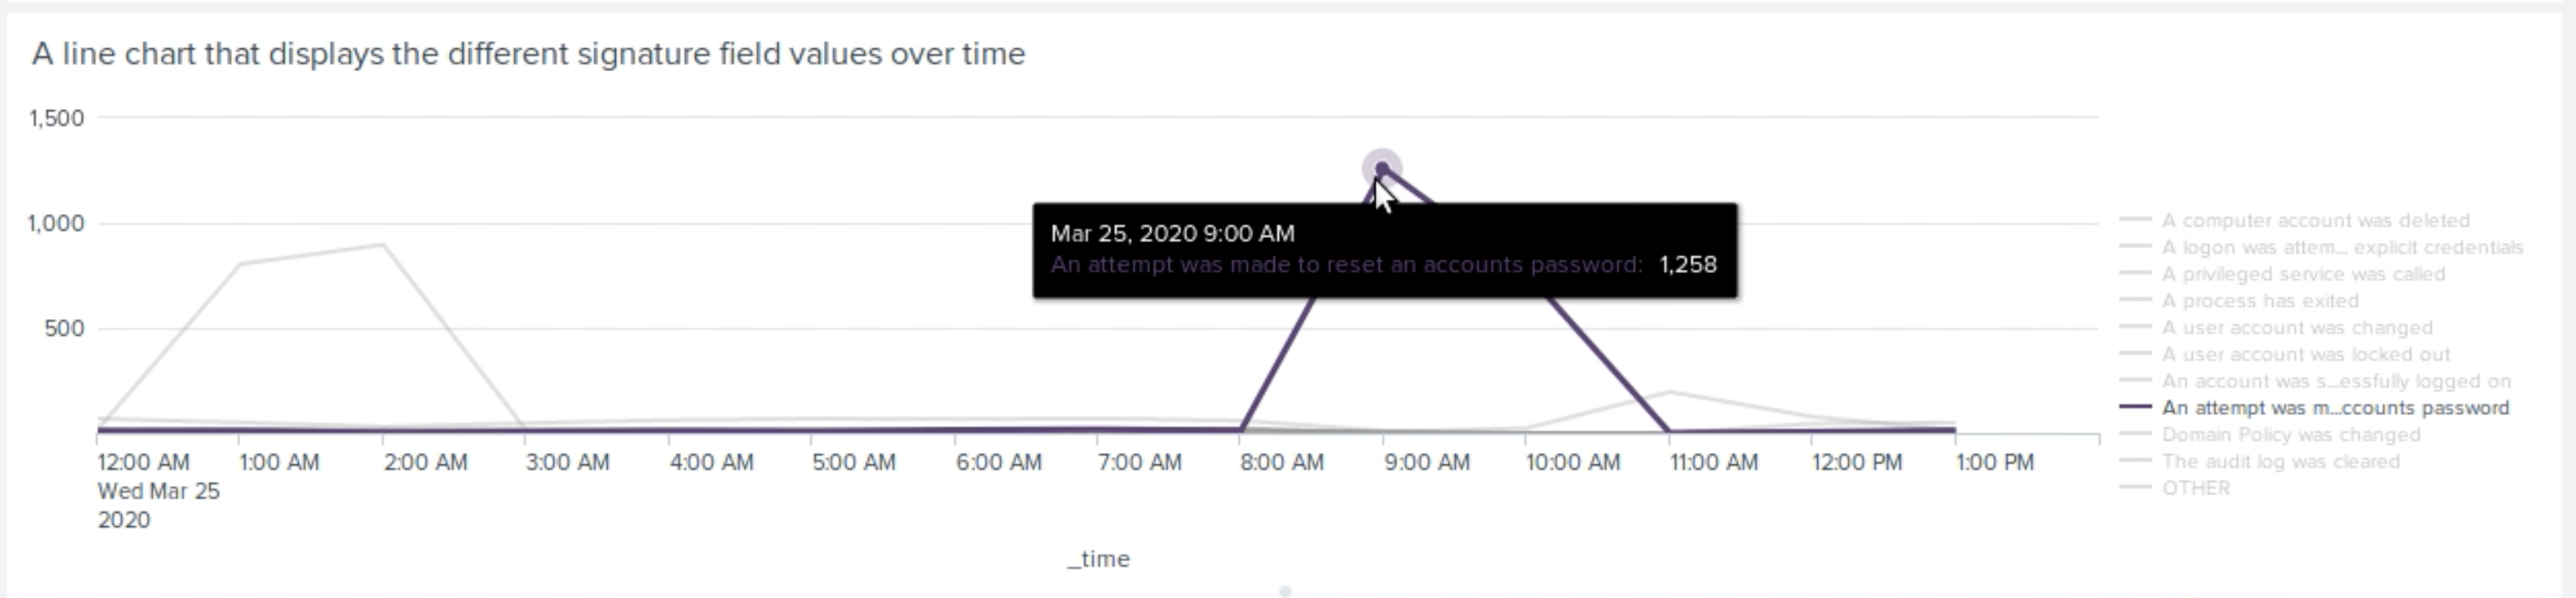 A line chart that displays the different signature field values over time
1,500
1,000
500
Mar 25, 2020 9:00 AM
An attempt was made to reset an accounts password: 1,258
12:00 AM 1:00 AM 2:00 AM 3:00 AM 4:00 AM 5:00 AM 6:00 AM 7:00 AM 8:00 AM 9:00 AM 10:00 AM 11:00 AM 12:00 PM 1:00 PM
Wed Mar 25
2020
_time
A computer account was deleted
A logon was attem... explicit credentials
A privileged service was called
A process has exited
A user account was changed
A user account was locked out
An account was s...essfully logged on
An attempt was m...ccounts password
Domain Policy was changed
The audit log was cleared
OTHER